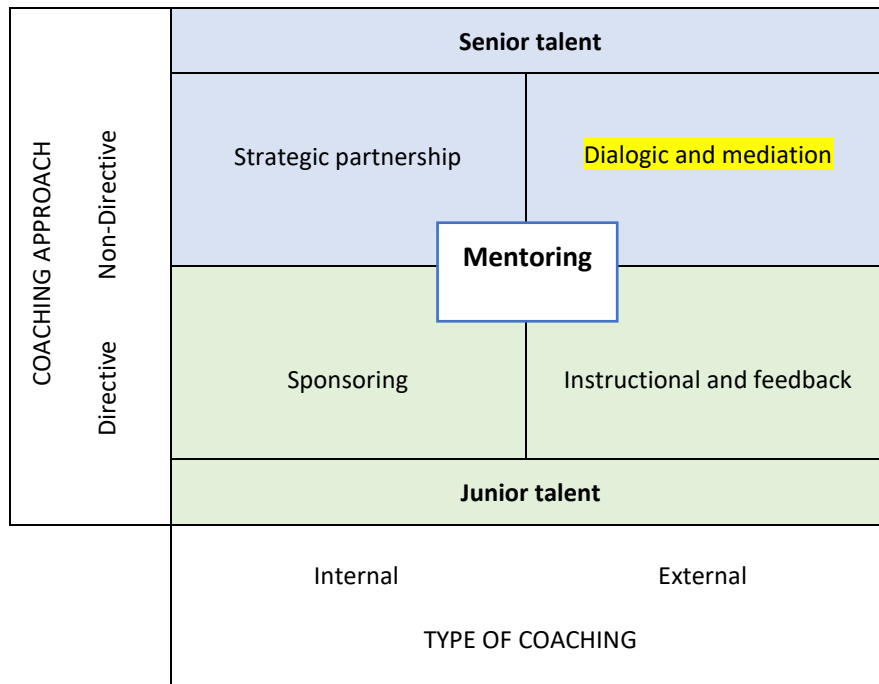 Senior talent
COACHING APPROACH
Non-Directive
Directive
Strategic partnership
Dialogic and mediation
Mentoring
Sponsoring
Instructional and feedback
Junior talent
Internal
External
TYPE OF COACHING